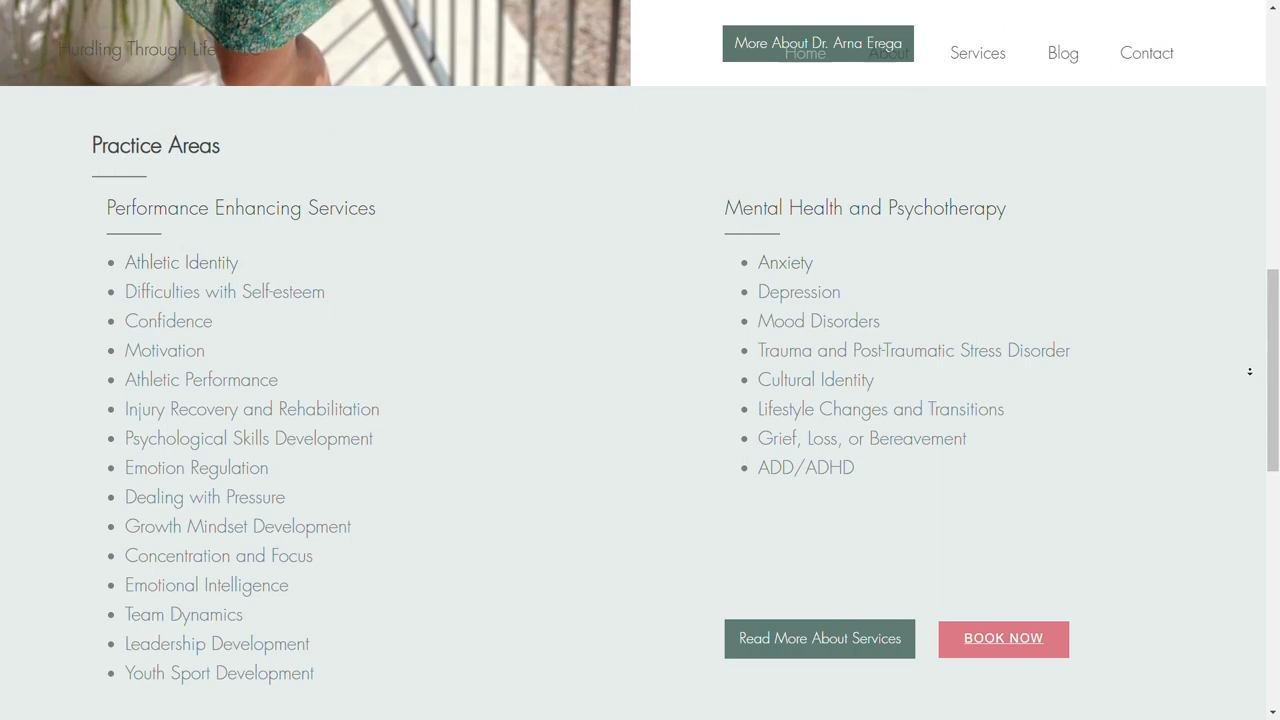 Hurdling Through Life
More About Dr. Arna Erega
Home
About
Services
Blog
Contact
Practice Areas
Performance Enhancing Services
Athletic Identity
Difficulties with Self-esteem
Confidence
Motivation
Athletic Performance
Injury Recovery and Rehabilitation
Psychological Skills Development
Emotion Regulation
Dealing with Pressure
Growth Mindset Development
Concentration and Focus
Emotional Intelligence
Team Dynamics
Leadership Development
Youth Sport Development
Mental Health and Psychotherapy
Anxiety
Depression
Mood Disorders
Trauma and Post-Traumatic Stress Disorder
Cultural Identity
Lifestyle Changes and Transitions
Grief, Loss, or Bereavement
ADD/ADHD
Read More About Services
BOOK NOW